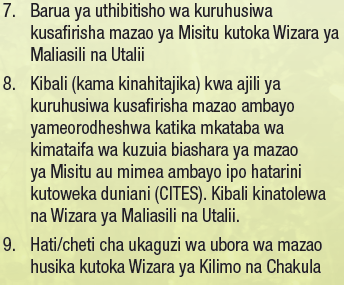 7. Barua ya uthibitisho wa kuruhusiwa
kusafirisha mazao ya Misitu kutoka Wizara ya
Maliasili na Utalii
8. Kibali (kama kinahitajika) kwa ajili ya
kuruhusiwa kusafirisha mazao ambayo
yameorodheshwa katika mkataba wa
kimataifa wa kuzuia biashara ya mazao
ya Misitu au mimea ambayo ipo hatarini
kutoweka duniani (CITES). Kibali kinatolewa
na Wizara ya Maliasili na Utalii.
9. Hati/cheti cha ukaguzi wa ubora wa mazao
husika kutoka Wizara ya Kilimo na Chakula